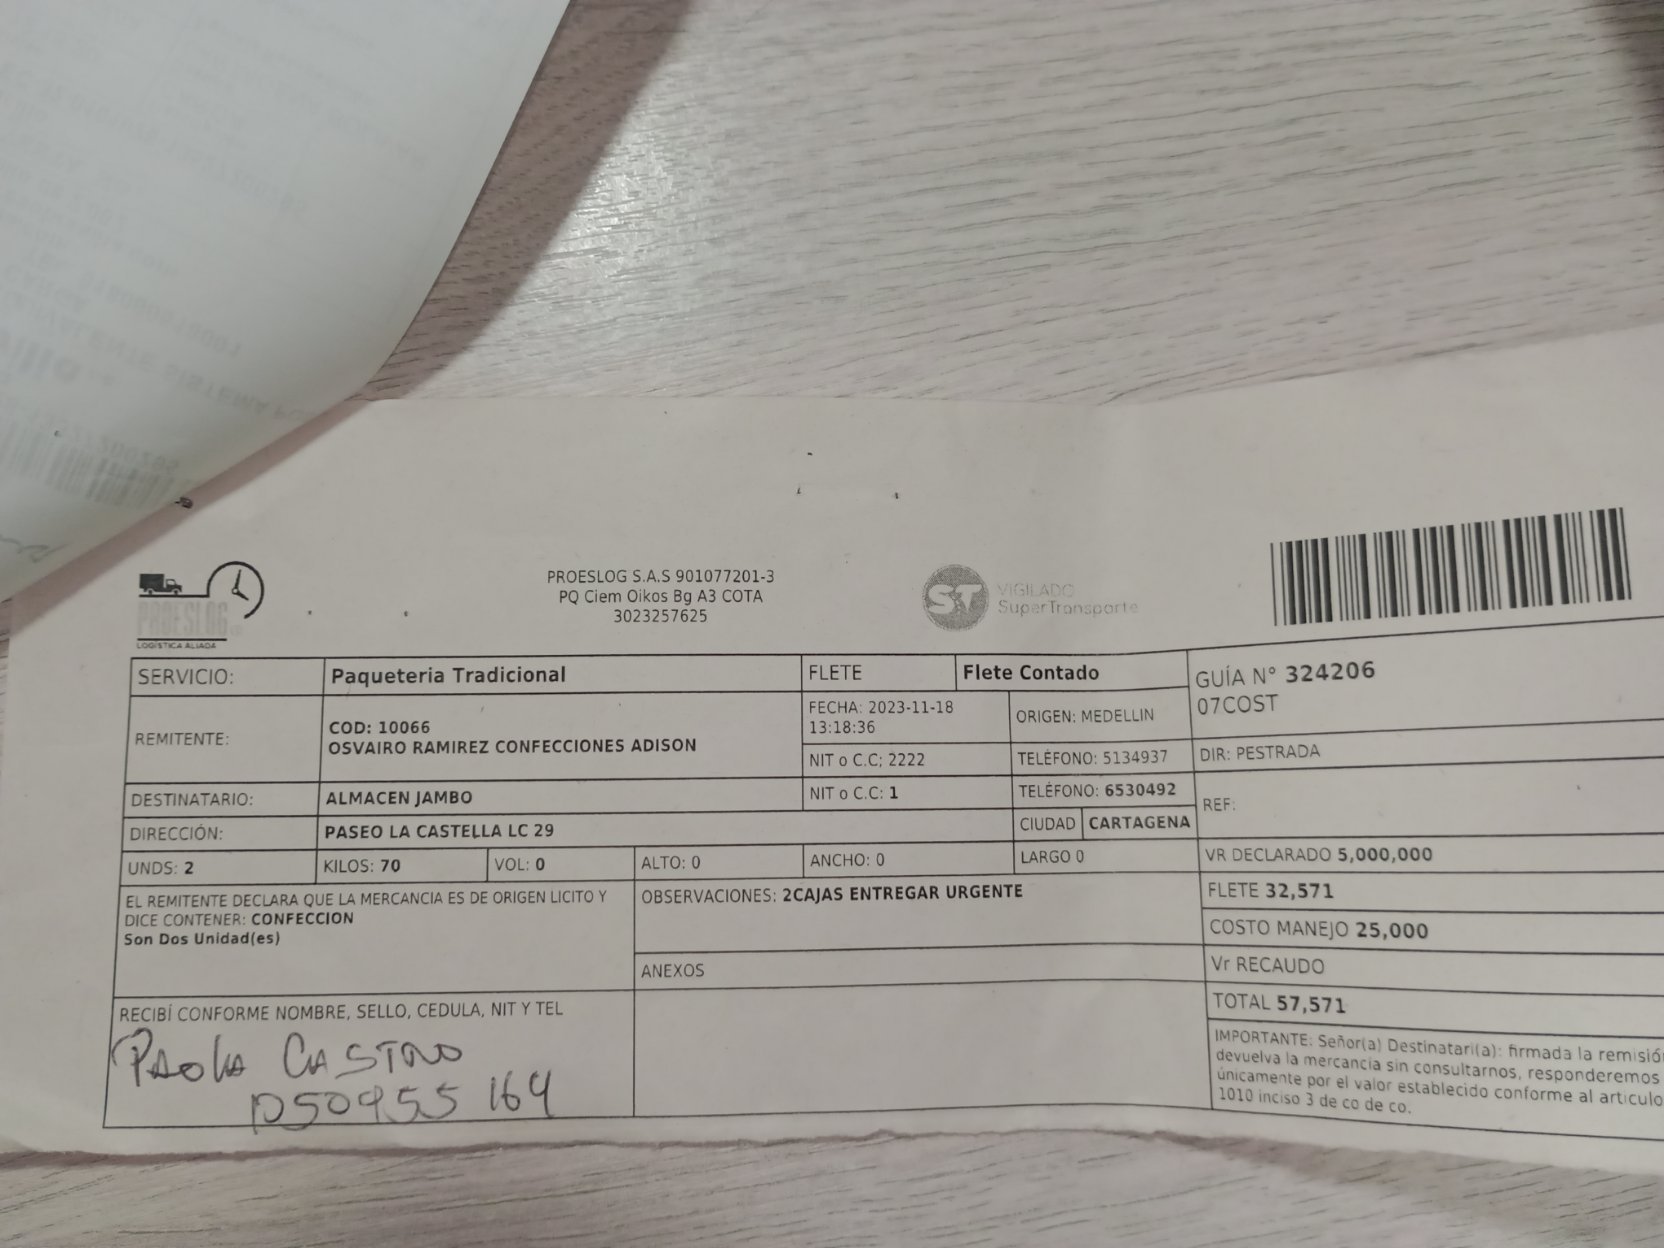 PROESLOG
LOGÍSTICA ALIADA
PROESLOG S.A.S 901077201-3
PQ Ciem Oikos Bg A3 COTA
3023257625
ST
VIGILADO
SuperTransporte
SERVICIO: Paqueteria Tradicional FLETE Flete Contado
GUÍA N° 324206
07COST
REMITENTE: COD: 10066
OSVAIRO RAMIREZ CONFECCIONES ADISON
FECHA: 2023-11-18
13:18:36
ORIGEN: MEDELLIN
NIT o C.C; 2222 TELÉFONO: 5134937
DIR: PESTRADA
DESTINATARIO: ALMACEN JAMBO NIT o C.C: 1 TELÉFONO: 6530492
REF:
DIRECCIÓN: PASEO LA CASTELLA LC 29 CIUDAD CARTAGENA
UNDS: 2 KILOS: 70 VOL: 0 ALTO: 0 ANCHO: 0 LARGO 0
VR DECLARADO 5,000,000
EL REMITENTE DECLARA QUE LA MERCANCIA ES DE ORIGEN LICITO Y
DICE CONTENER: CONFECCION
Son Dos Unidad(es)
OBSERVACIONES: 2CAJAS ENTREGAR URGENTE
ANEXOS
FLETE 32,571
COSTO MANEJO 25,000
Vr RECAUDO
TOTAL 57,571
RECIBÍ CONFORME NOMBRE, SELLO, CEDULA, NIT Y TEL
PAOLA CASTRO
1050955164
IMPORTANTE: Señor(a) Destinatari(a): firmada la remisió
devuelva la mercancia sin consultarnos, responderemos
únicamente por el valor establecido conforme al articulo
1010 inciso 3 de co de co.